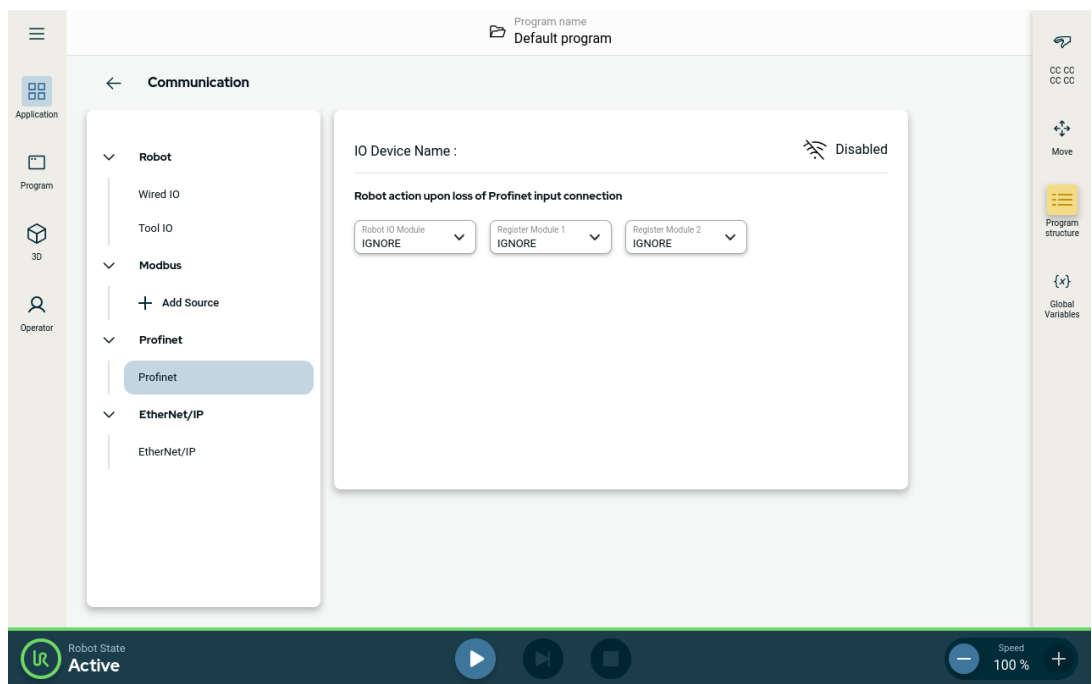 Program name
Default program
Application
Program
3D
Operator
Communication
Robot
Wired IO
Tool IO
Modbus
Add Source
Profinet
Profinet
EtherNet/IP
EtherNet/IP
IO Device Name :
Disabled
Robot action upon loss of Profinet input connection
Robot IO Module
IGNORE
Register Module 1
IGNORE
Register Module 2
IGNORE
CC CC
CC CC
Move
Program
structure
{x}
Global
Variables
UR
Robot State
Active
Speed
100 %